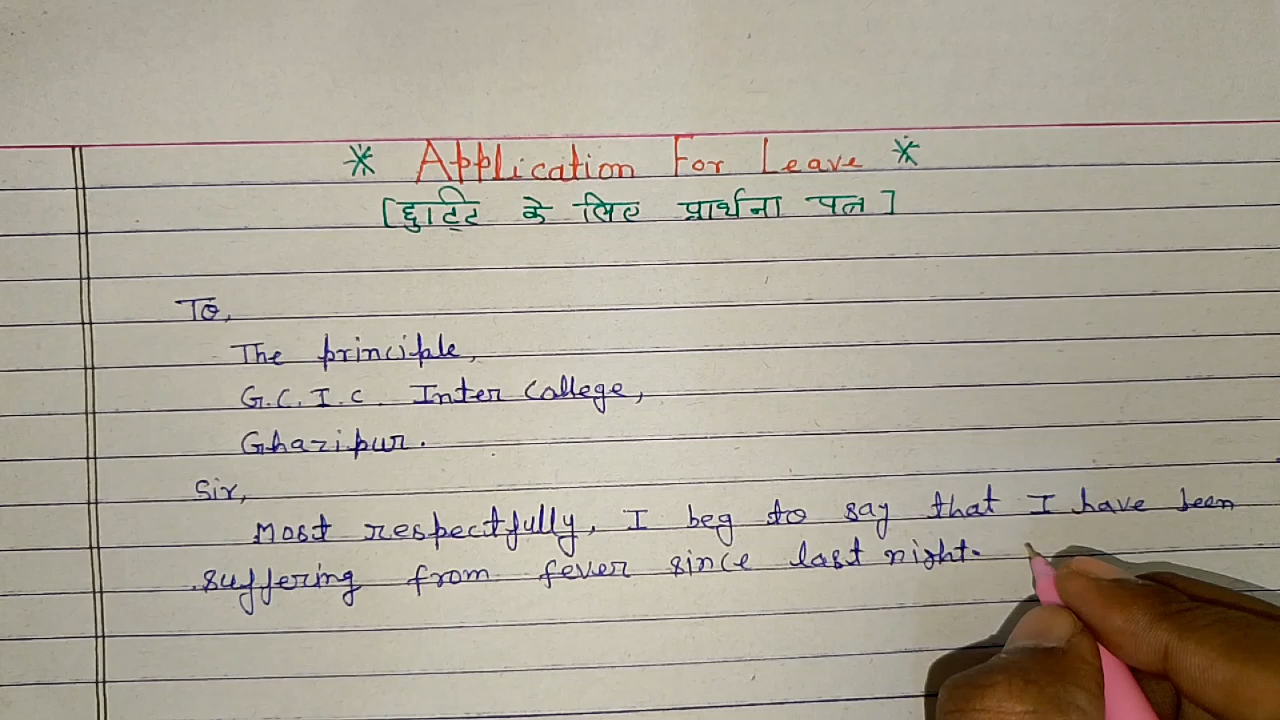 * Application For Leave *
[छुट्टि के लिए प्रार्थना पत्र]
To,
The principle,
G.C.I.C. Inter College,
Ghazipur.
Sir,
Most respectfully, I beg to say that I have been
suffering from fever since last night.